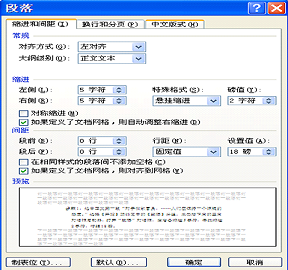 段落
缩进和间距(I) 换行和分页(P) 中文版式(H)
常规
对齐方式(G): 左对齐
大纲级别(O): 正文文本
缩进
左侧(L): 5 字符 特殊格式(S): 磅值(Y):
右侧(R): 5 字符 悬挂缩进 2 字符
对称缩进(M)
如果定义了文档网格，则自动调整右缩进(D)
间距
段前(B): 0 行 行距(N): 设置值(A):
段后(F): 0 行 固定值 18 磅
在相同样式的段落间不添加空格(C)
如果定义了文档网格，则对齐到网格(W)
预览
制表位(T)... 默认(D)... 确定 取消